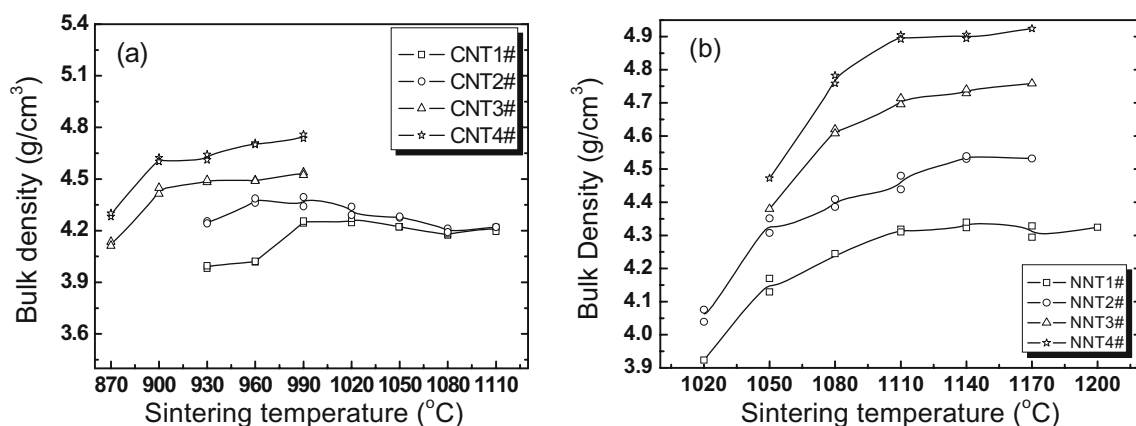 (a)
CNT1#
CNT2#
CNT3#
CNT4#
Bulk density (g/cm³)
5.4
5.1
4.8
4.5
4.2
3.9
3.6
870 900 930 960 990 1020 1050 1080 1110
Sintering temperature (°C)
(b)
NNT1#
NNT2#
NNT3#
NNT4#
Bulk Density (g/cm³)
4.9
4.8
4.7
4.6
4.5
4.4
4.3
4.2
4.1
4.0
3.9
1020 1050 1080 1110 1140 1170 1200
Sintering temperature (°C)